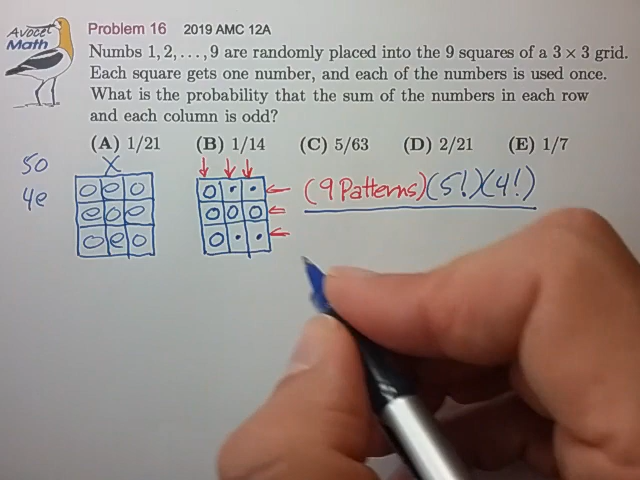 Avocet
Math
Problem 16 2019 AMC 12A
Numbs 1, 2, . . . , 9 are randomly placed into the 9 squares of a 3 × 3 grid.
Each square gets one number, and each of the numbers is used once.
What is the probability that the sum of the numbers in each row
and each column is odd?
(A) 1/21 (B) 1/14 (C) 5/63 (D) 2/21 (E) 1/7
5o
4e
X
o e o
e o e
o e o
o · ·
o o o
o · ·
(9 Patterns)(5!)(4!)